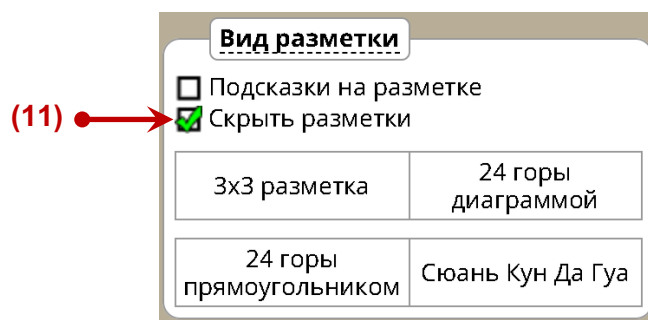 Вид разметки
Подсказки на разметке
(11) Скрыть разметки
3х3 разметка
24 горы
диаграммой
24 горы
прямоугольником
Сюань Кун Да Гуа